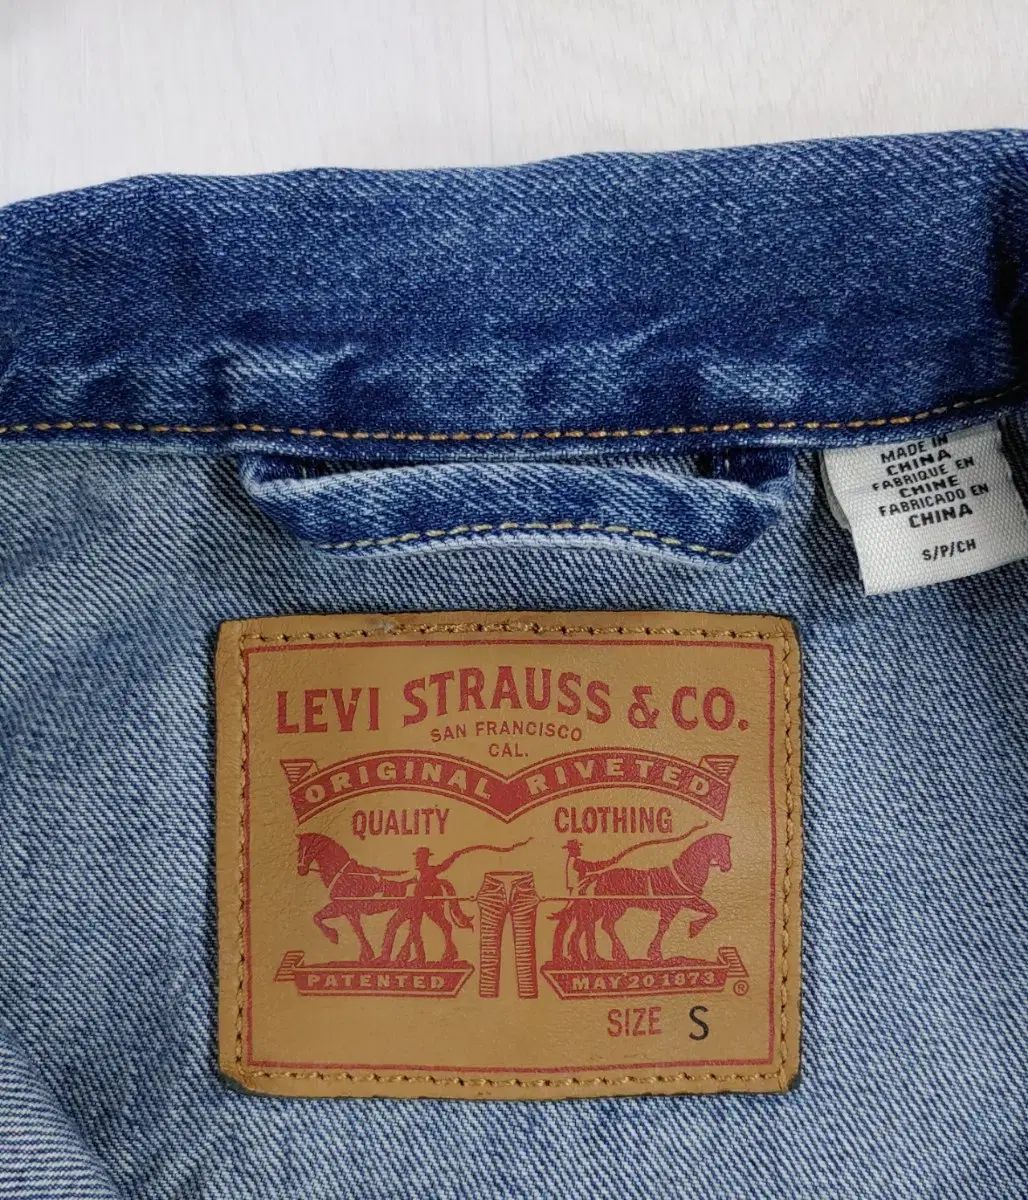 MADE IN
CHINA
FABRIQUE EN
CHINE
FABRICADO EN
CHINA
S/P/CH
LEVI STRAUSS & CO.
SAN FRANCISCO
CAL.
ORIGINAL RIVETED
QUALITY CLOTHING
PATENTED MAY 20 1873 ®
SIZE S